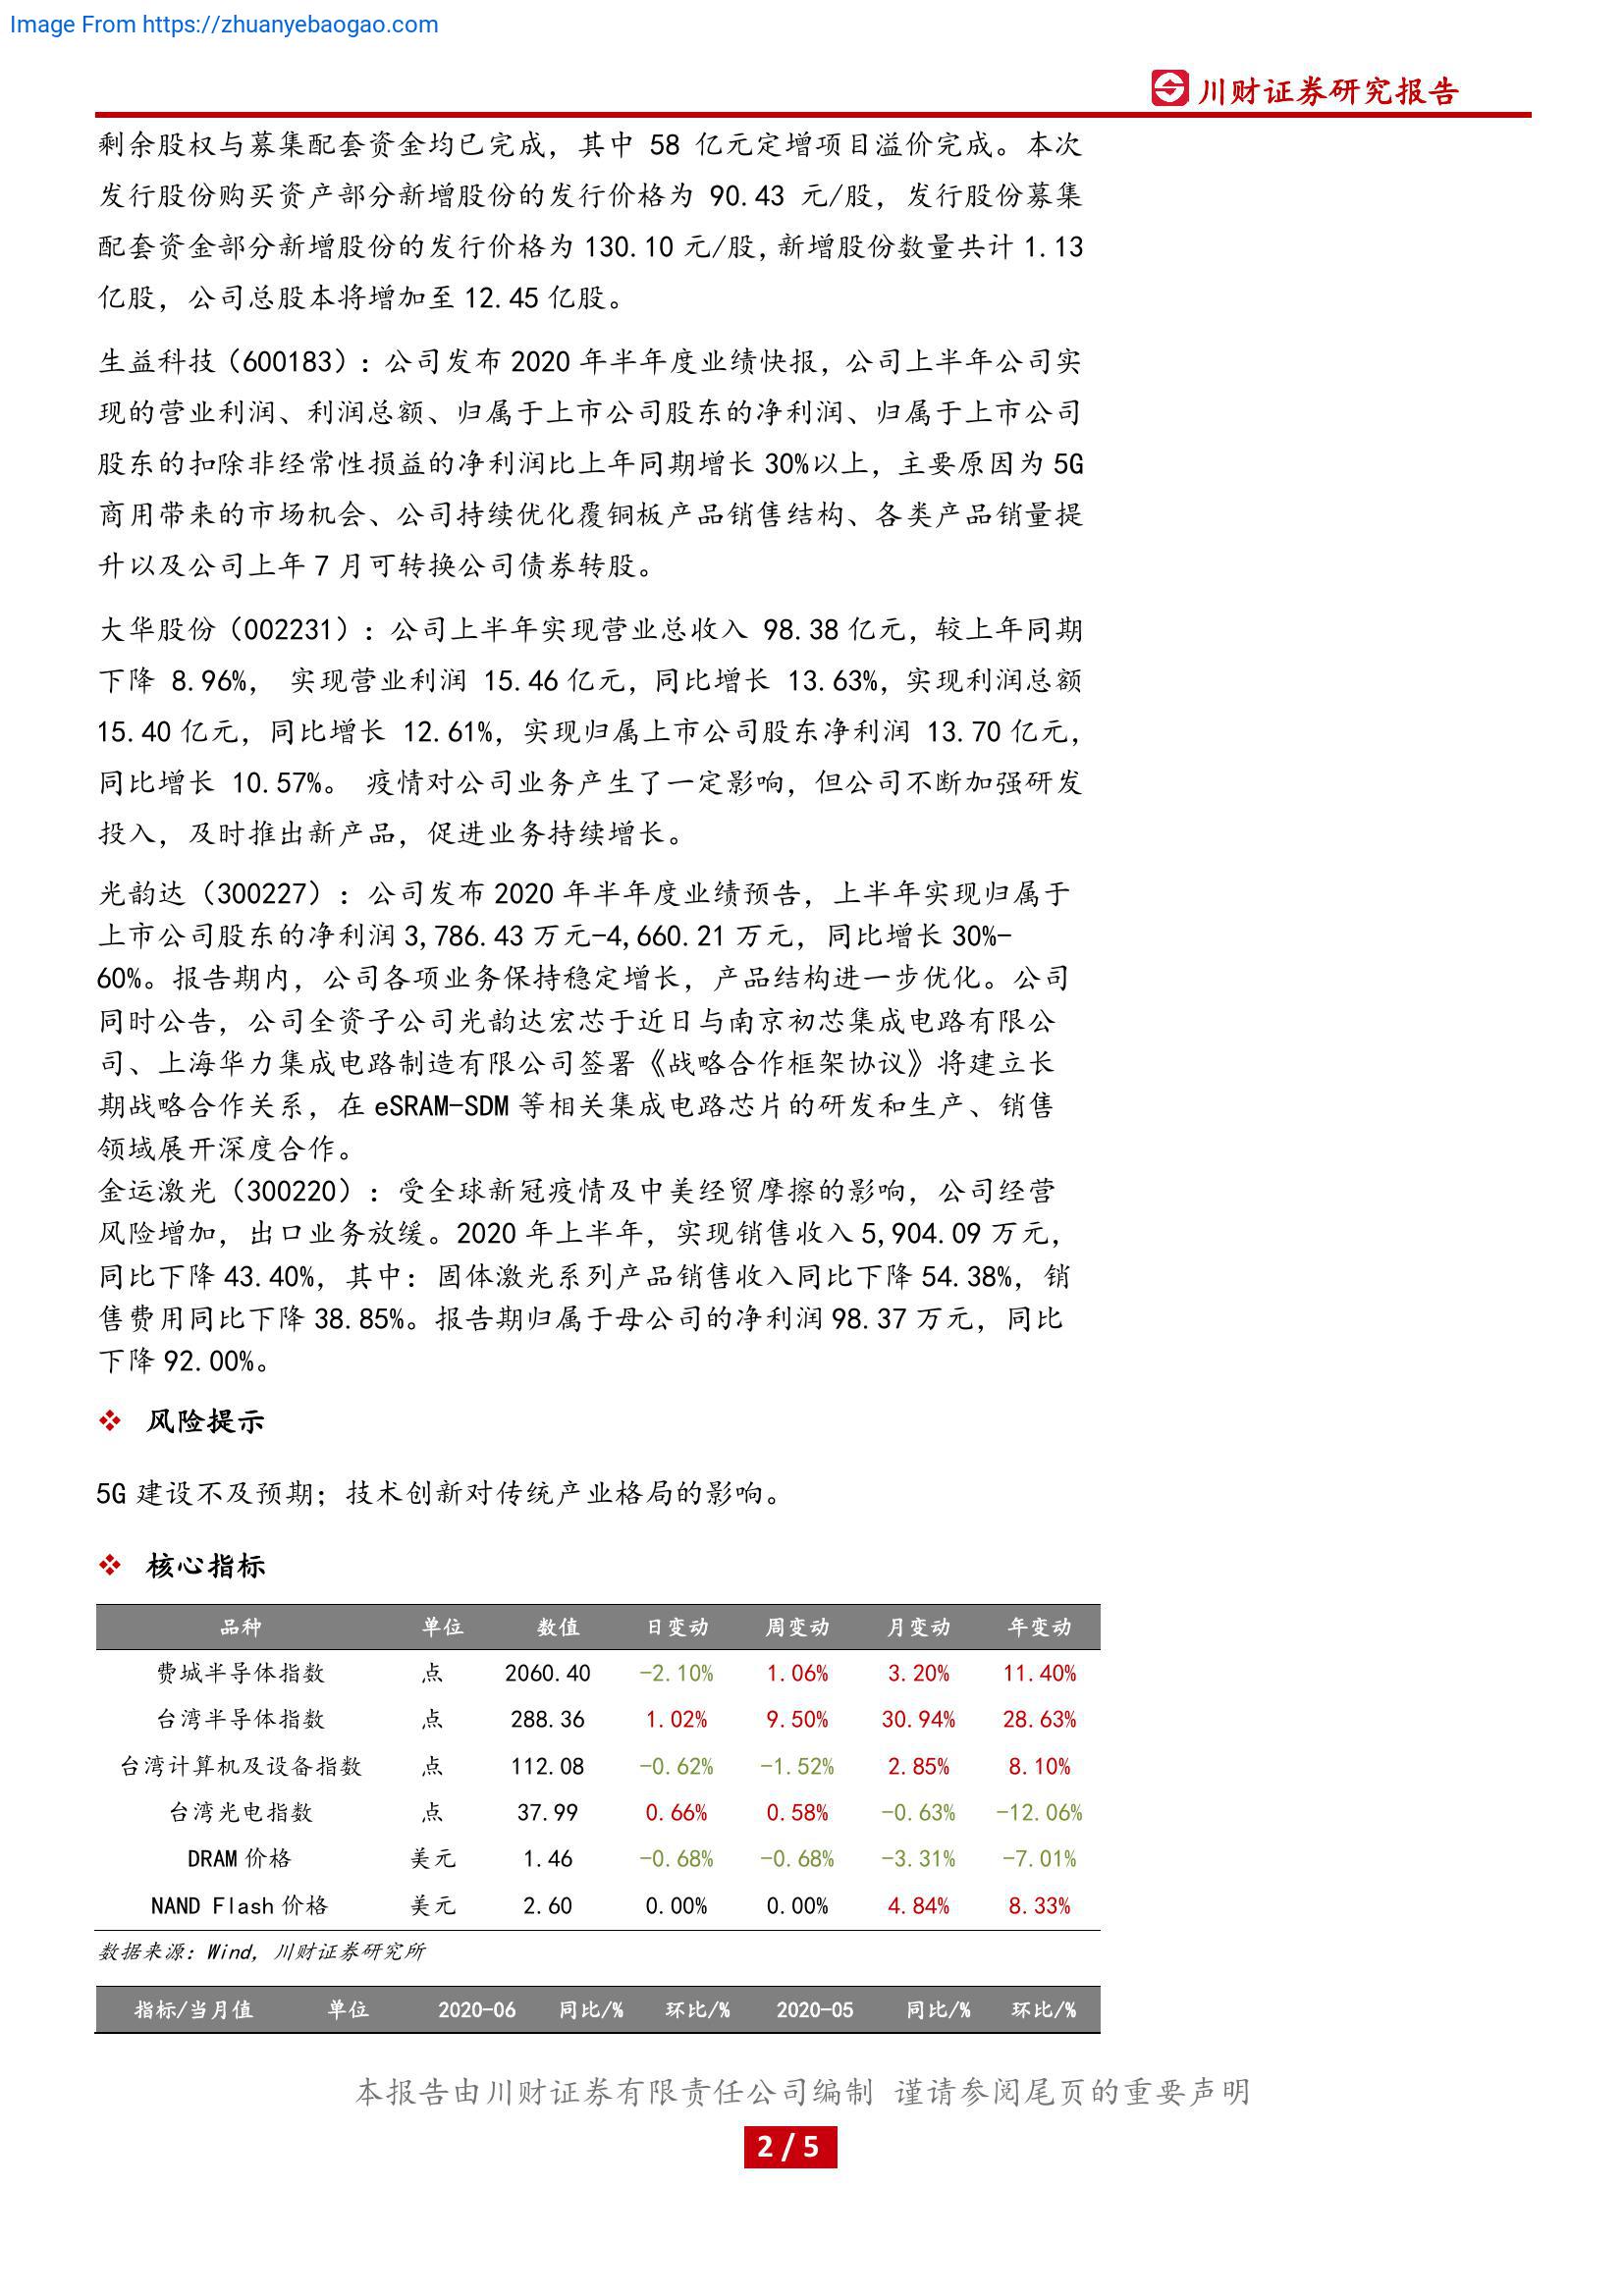 Image From https://zhuanyebaogao.com
川财证券研究报告
剩余股权与募集配套资金均已完成，其中 58 亿元定增项目溢价完成。本次
发行股份购买资产部分新增股份的发行价格为 90.43 元/股，发行股份募集
配套资金部分新增股份的发行价格为 130.10 元/股，新增股份数量共计 1.13
亿股，公司总股本将增加至 12.45 亿股。
生益科技（600183）：公司发布 2020 年半年度业绩快报，公司上半年公司实
现的营业利润、利润总额、归属于上市公司股东的净利润、归属于上市公司
股东的扣除非经常性损益的净利润比上年同期增长 30%以上，主要原因为 5G
商用带来的市场机会、公司持续优化覆铜板产品销售结构、各类产品销量提
升以及公司上年 7 月可转换公司债券转股。
大华股份（002231）：公司上半年实现营业总收入 98.38 亿元，较上年同期
下降 8.96%， 实现营业利润 15.46 亿元，同比增长 13.63%，实现利润总额
15.40 亿元，同比增长 12.61%，实现归属上市公司股东净利润 13.70 亿元，
同比增长 10.57%。 疫情对公司业务产生了一定影响，但公司不断加强研发
投入，及时推出新产品，促进业务持续增长。
光韵达（300227）：公司发布 2020 年半年度业绩预告，上半年实现归属于
上市公司股东的净利润 3,786.43 万元-4,660.21 万元，同比增长 30%-
60%。报告期内，公司各项业务保持稳定增长，产品结构进一步优化。公司
同时公告，公司全资子公司光韵达宏芯于近日与南京初芯集成电路有限公
司、上海华力集成电路制造有限公司签署《战略合作框架协议》将建立长
期战略合作关系，在 eSRAM-SDM 等相关集成电路芯片的研发和生产、销售
领域展开深度合作。
金运激光（300220）：受全球新冠疫情及中美经贸摩擦的影响，公司经营
风险增加，出口业务放缓。2020 年上半年，实现销售收入 5,904.09 万元，
同比下降 43.40%，其中：固体激光系列产品销售收入同比下降 54.38%，销
售费用同比下降 38.85%。报告期归属于母公司的净利润 98.37 万元，同比
下降 92.00%。
❖ 风险提示
5G 建设不及预期；技术创新对传统产业格局的影响。
❖ 核心指标
品种 单位 数值 日变动 周变动 月变动 年变动
费城半导体指数 点 2060.40 -2.10% 1.06% 3.20% 11.40%
台湾半导体指数 点 288.36 1.02% 9.50% 30.94% 28.63%
台湾计算机及设备指数 点 112.08 -0.62% -1.52% 2.85% 8.10%
台湾光电指数 点 37.99 0.66% 0.58% -0.63% -12.06%
DRAM 价格 美元 1.46 -0.68% -0.68% -3.31% -7.01%
NAND Flash 价格 美元 2.60 0.00% 0.00% 4.84% 8.33%
数据来源：Wind，川财证券研究所
指标/当月值 单位 2020-06 同比/% 环比/% 2020-05 同比/% 环比/%
本报告由川财证券有限责任公司编制 谨请参阅尾页的重要声明
2 / 5